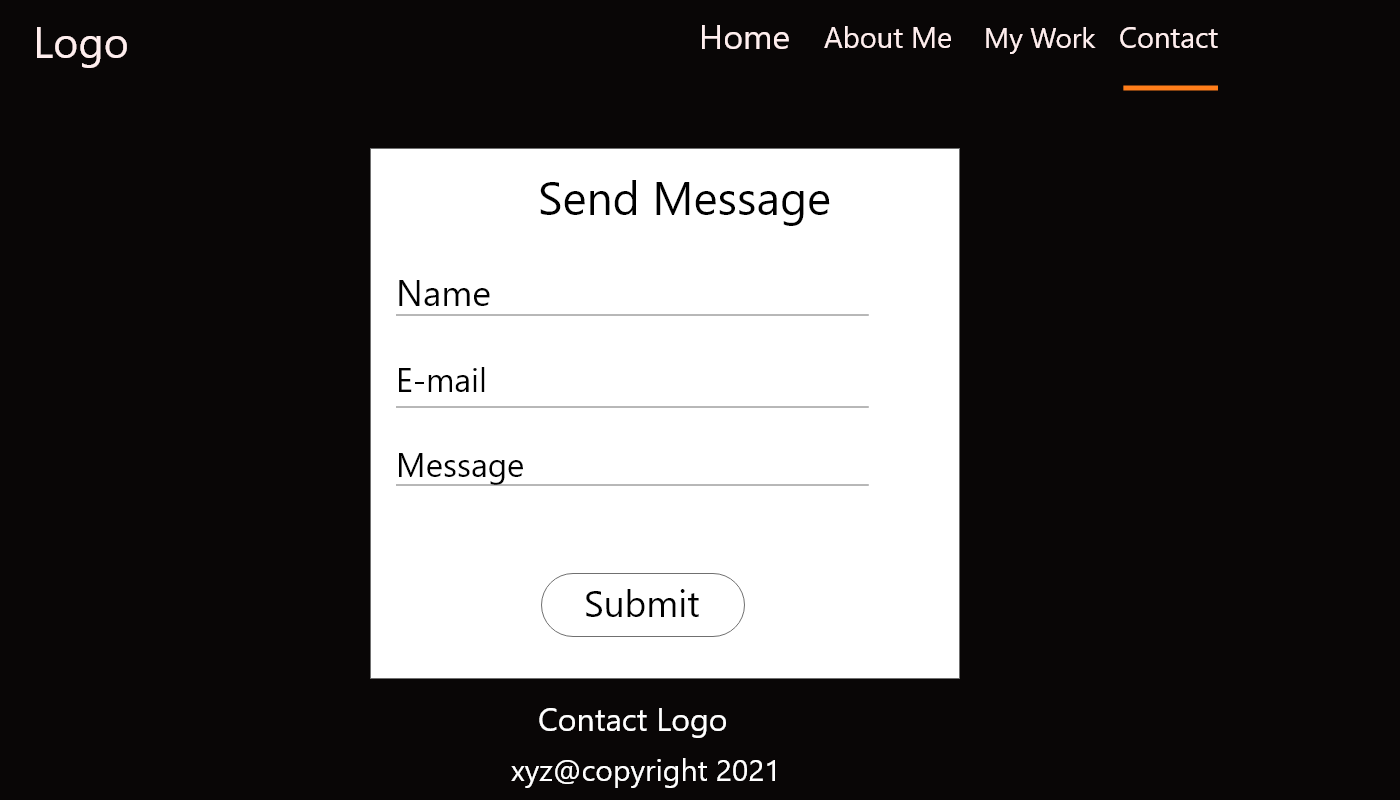 Logo Home About Me My Work Contact
Send Message
Name
E-mail
Message
Submit
Contact Logo
xyz@copyright 2021